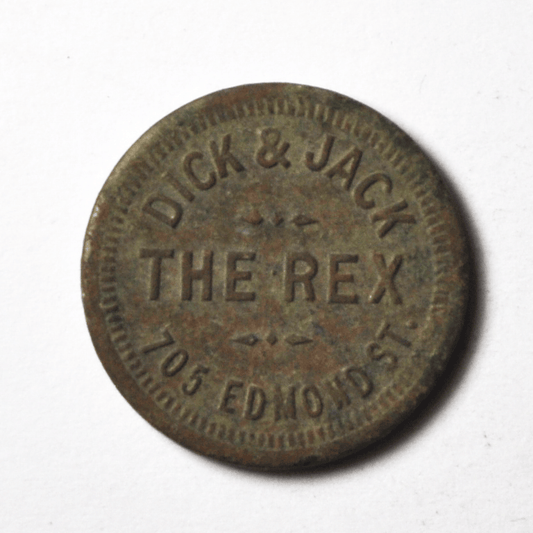 DICK & JACK
THE REX
705 EDMOND ST.